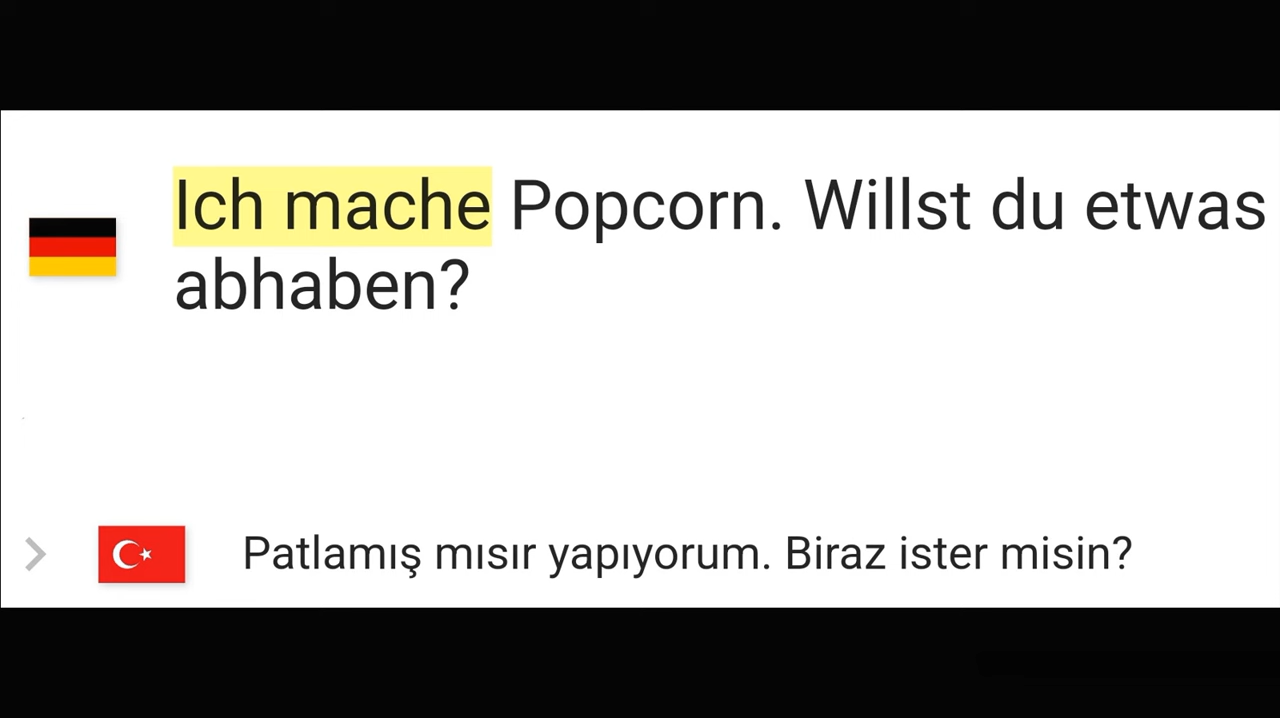 Ich mache Popcorn. Willst du etwas
abhaben?
Patlamış mısır yapıyorum. Biraz ister misin?